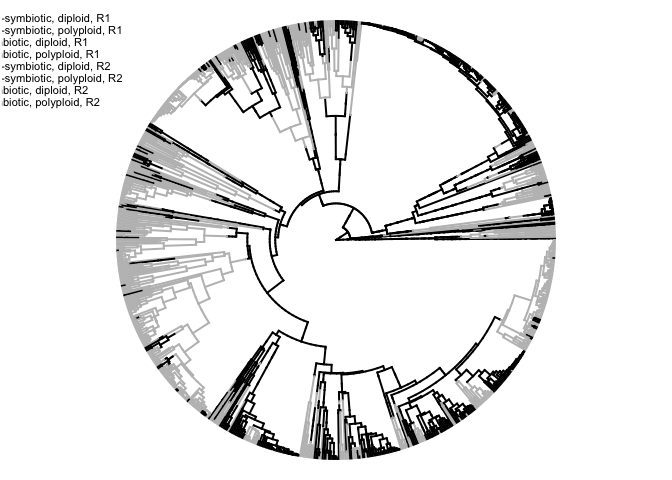 -symbiotic, diploid, R1
-symbiotic, polyploid, R1
biotic, diploid, R1
biotic, polyploid, R1
-symbiotic, diploid, R2
-symbiotic, polyploid, R2
biotic, diploid, R2
biotic, polyploid, R2